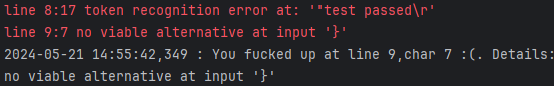 line 8:17 token recognition error at: '"test passed\r'
line 9:7 no viable alternative at input '}'
2024-05-21 14:55:42,349 : You fucked up at line 9,char 7 :(. Details:
no viable alternative at input '}'